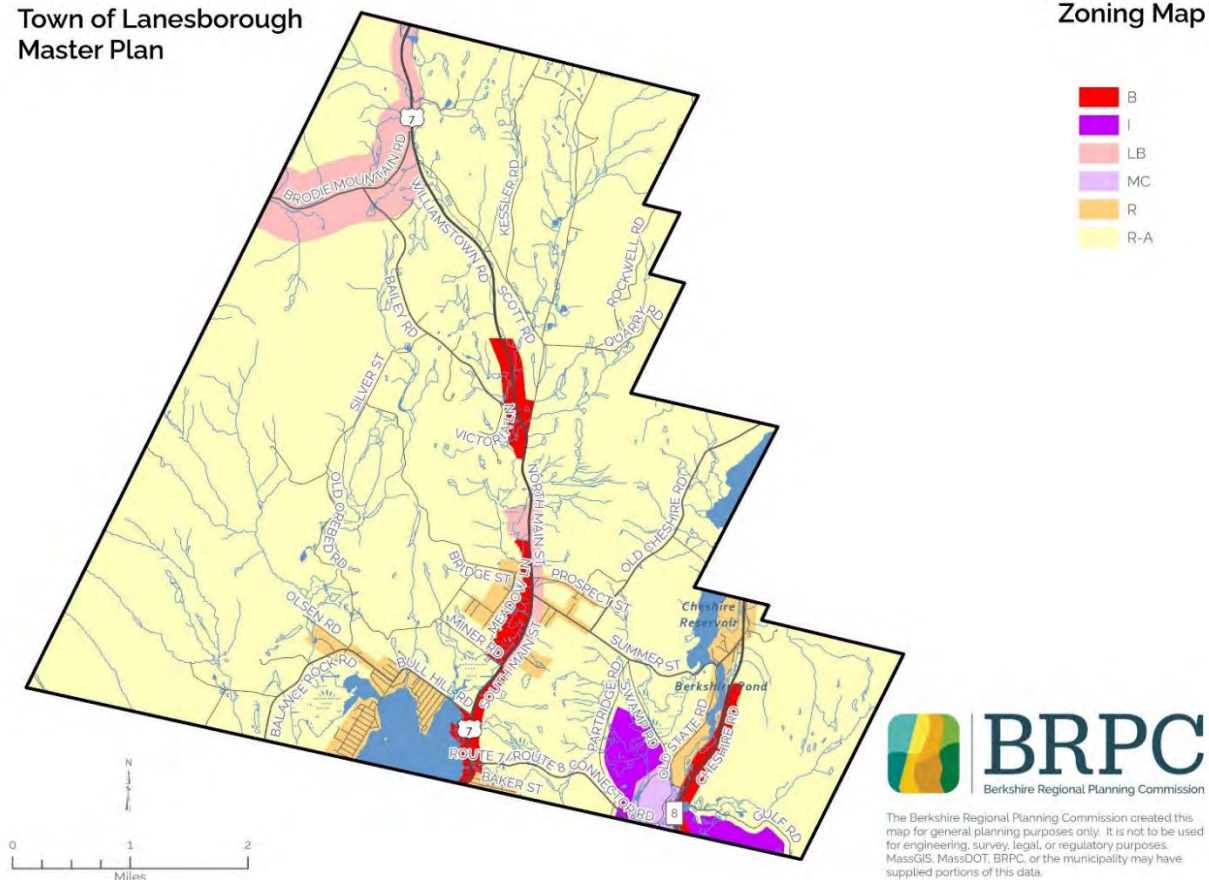 Town of Lanesborough
Master Plan
Zoning Map
B
I
LB
MC
R
R-A
7
BRODIE MOUNTAIN RD
WILLIAMSTOWN RD
KESSLER RD
ROCKWELL RD
SCOTT RD
QUARRY RD
BAILEY RD
SILVER ST
VICTORIA LN
OLD OREBED RD
NORTH MAIN ST
OLD CHESHIRE RD
BRIDGE ST
MEADOW LN
PROSPECT ST
OLSEN RD
MINER RD
SUMMER ST
Cheshire
Reservoir
BALANCE ROCK RD
BULL HILL RD
SOUTH MAIN ST
PARTRIDGE RD
SWAMP RD
Berkshire Pond
OLD STATE RD
CHESHIRE RD
7
ROUTE 7/ROUTE 8 CONNECTOR RD
BAKER ST
8
GULF RD
N
0 1 2
Miles
BRPC
Berkshire Regional Planning Commission
The Berkshire Regional Planning Commission created this
map for general planning purposes only. It is not to be used
for engineering, survey, legal, or regulatory purposes.
MassGIS, MassDOT, BRPC, or the municipality may have
supplied portions of this data.